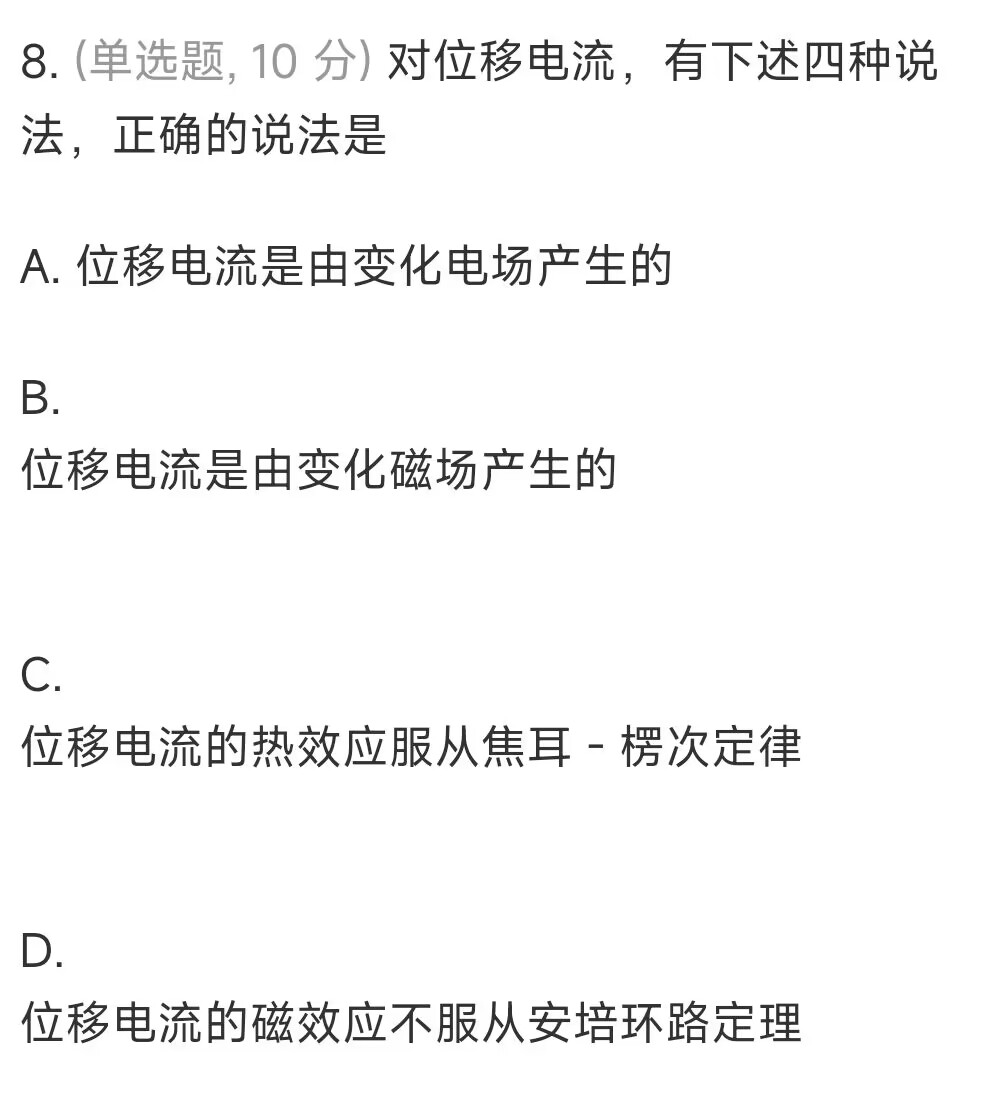 8. (单选题, 10 分) 对位移电流，有下述四种说
法，正确的说法是
A. 位移电流是由变化电场产生的
B.
位移电流是由变化磁场产生的
C.
位移电流的热效应服从焦耳－楞次定律
D.
位移电流的磁效应不服从安培环路定理